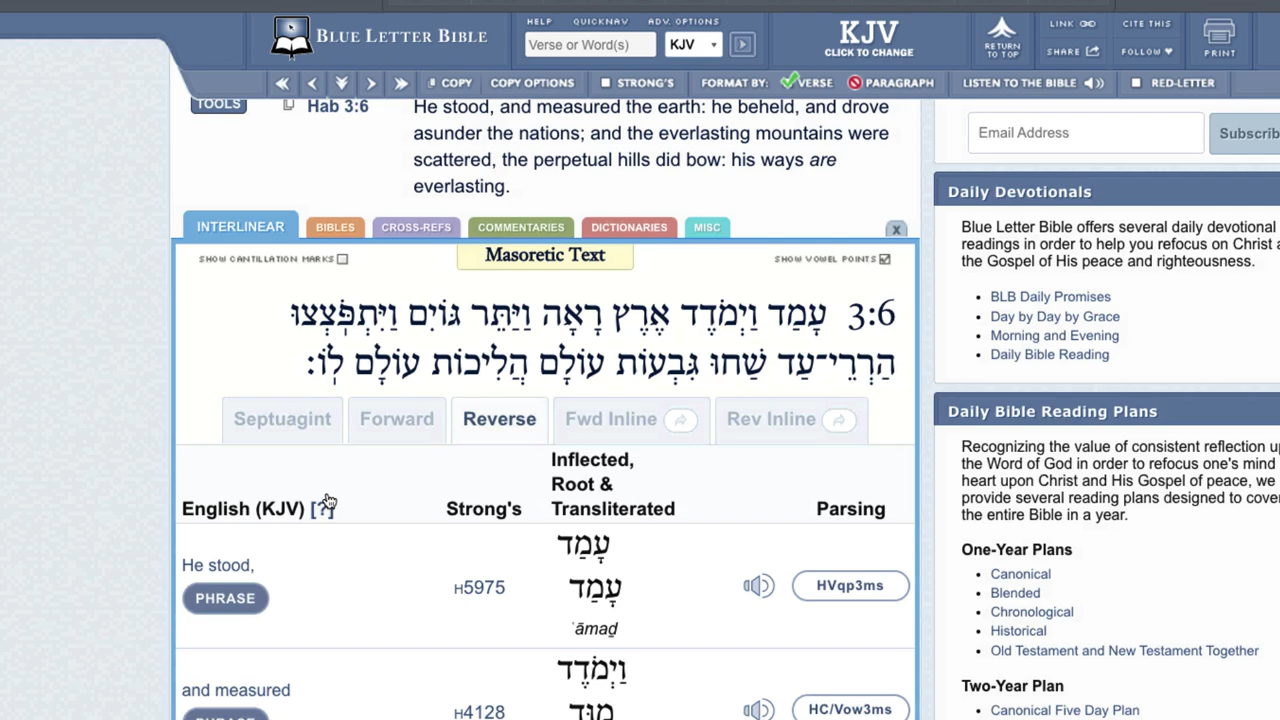 BLUE LETTER BIBLE
HELP QUICKNAV ADV. OPTIONS
Verse or Word(s)
KJV
KJV
CLICK TO CHANGE
RETURN
TO TOP
LINK
SHARE
CITE THIS
FOLLOW
PRINT
COPY COPY OPTIONS STRONG'S FORMAT BY: VERSE PARAGRAPH LISTEN TO THE BIBLE RED-LETTER
TOOLS
Hab 3:6
He stood, and measured the earth: he beheld, and drove
asunder the nations; and the everlasting mountains were
scattered, the perpetual hills did bow: his ways are
everlasting.
INTERLINEAR BIBLES CROSS-REFS COMMENTARIES DICTIONARIES MISC X
SHOW CANTILLATION MARKS
Masoretic Text
SHOW VOWEL POINTS
3:6 עָמַד וַיְמֹדֶד אֶרֶץ רָאָה וַיַּתֵּר גּוֹיִם וַיִּתְפֹּצְצוּ
הַרְרֵי־עַד שַׁחוּ גִּבְעוֹת עוֹלָם הֲלִיכוֹת עוֹלָם לֽוֹ׃
Septuagint Forward Reverse Fwd Inline Rev Inline
English (KJV) [?]
Strong's
Inflected,
Root &
Transliterated
Parsing
He stood,
PHRASE
H5975
עָמַד
עָמַד
ʿāmaḏ
HVqp3ms
and measured
PHRASE
H4128
וַיְמֹדֶד
מוּד
HC/Vow3ms
Email Address
Subscrib
Daily Devotionals
Blue Letter Bible offers several daily devotional
readings in order to help you refocus on Christ a
the Gospel of His peace and righteousness.
BLB Daily Promises
Day by Day by Grace
Morning and Evening
Daily Bible Reading
Daily Bible Reading Plans
Recognizing the value of consistent reflection up
the Word of God in order to refocus one's mind
heart upon Christ and His Gospel of peace, we
provide several reading plans designed to cove
the entire Bible in a year.
One-Year Plans
Canonical
Blended
Chronological
Historical
Old Testament and New Testament Together
Two-Year Plan
Canonical Five Day Plan